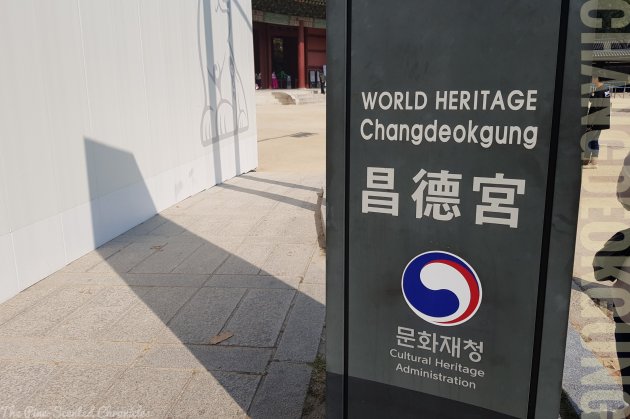 WORLD HERITAGE
Changdeokgung
昌德宮
문화재청
Cultural Heritage
Administration
CHANGDEOKGUNG
The Pine-Scented Chronicles